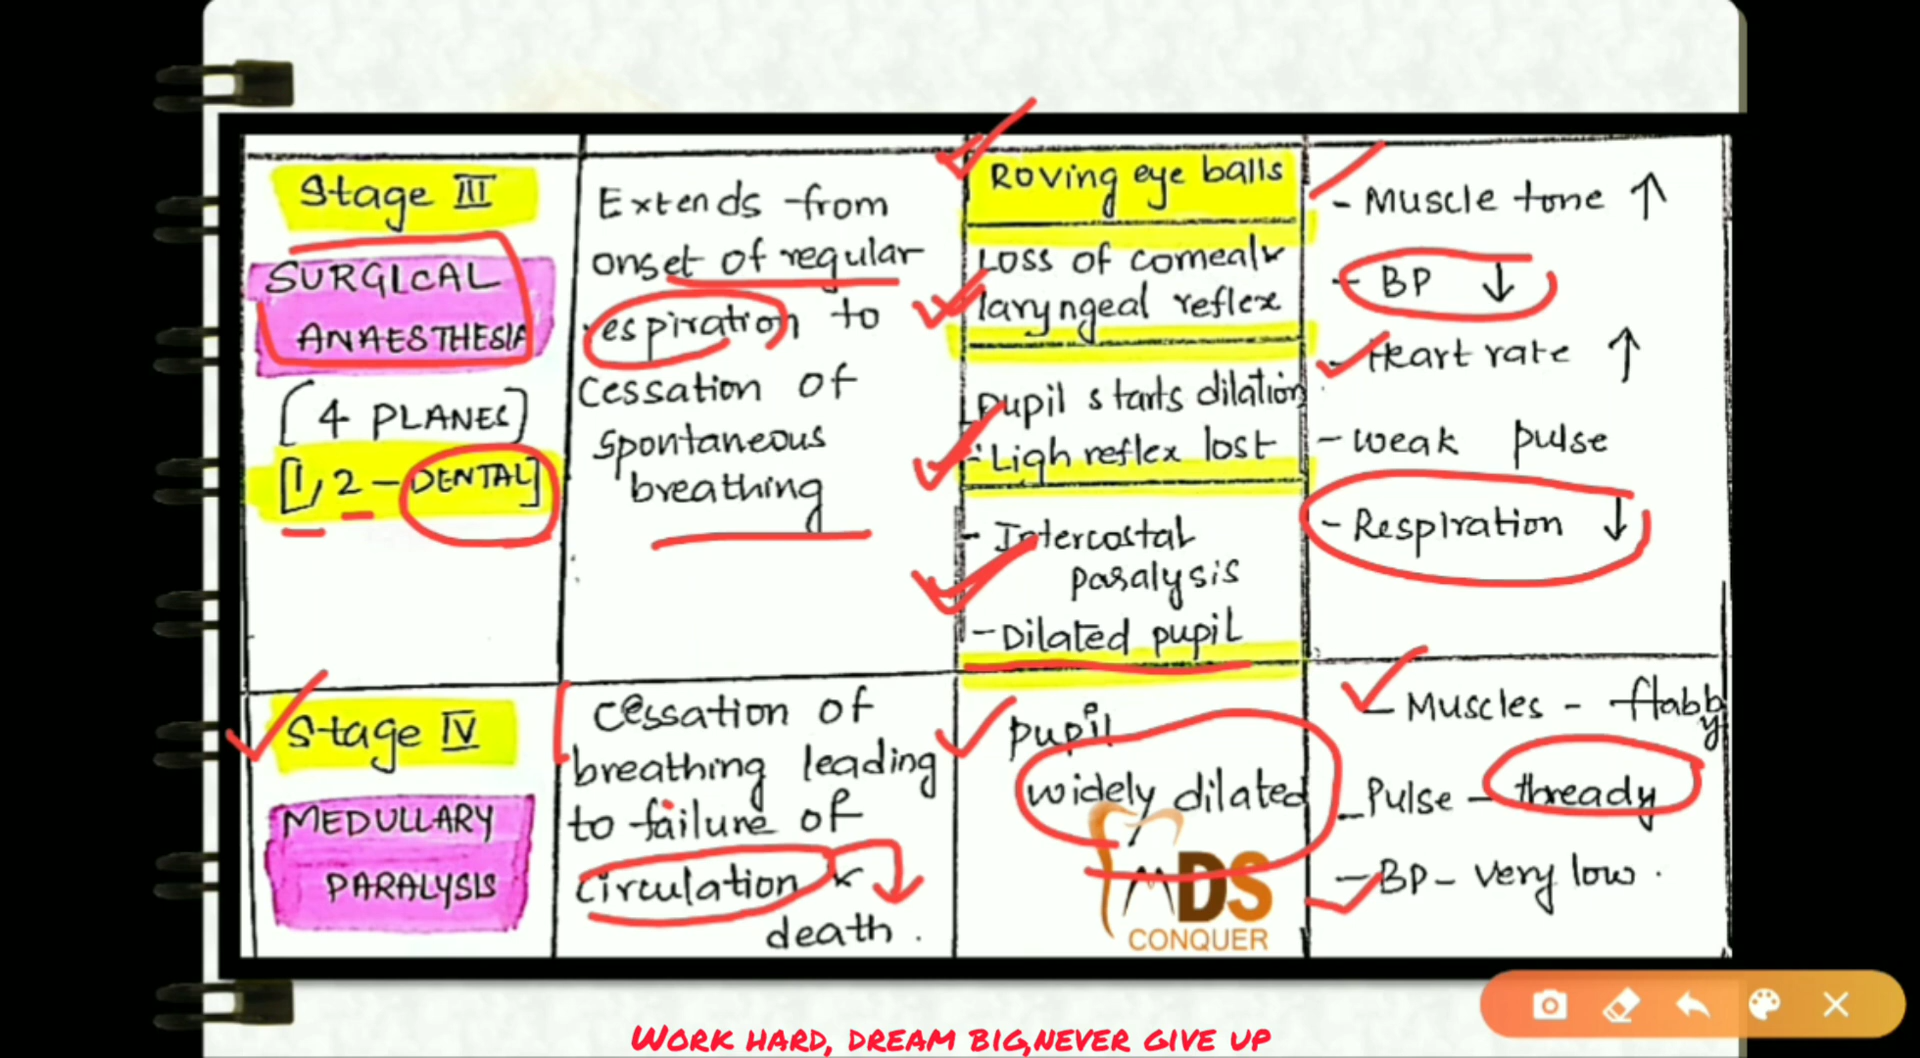 Stage III
SURGICAL
ANAESTHESIA
[4 PLANES]
[1, 2 - DENTAL]
Extends from
onset of regular
respiration to
Cessation of
spontaneous
breathing
Roving eye balls
Loss of corneal &
laryngeal reflex
Pupil starts dilation
- Ligh reflex lost
- Intercostal
paralysis
- Dilated pupil
- Muscle tone ↑
- BP ↓
- Heart rate ↑
- weak pulse
- Respiration ↓
Stage IV
MEDULLARY
PARALYSIS
Cessation of
breathing leading
to failure of
circulation &
death.
Pupil
widely dilated
- Muscles - flabby
- Pulse - thready
- BP - very low.
MDS
CONQUER
WORK HARD, DREAM BIG,NEVER GIVE UP